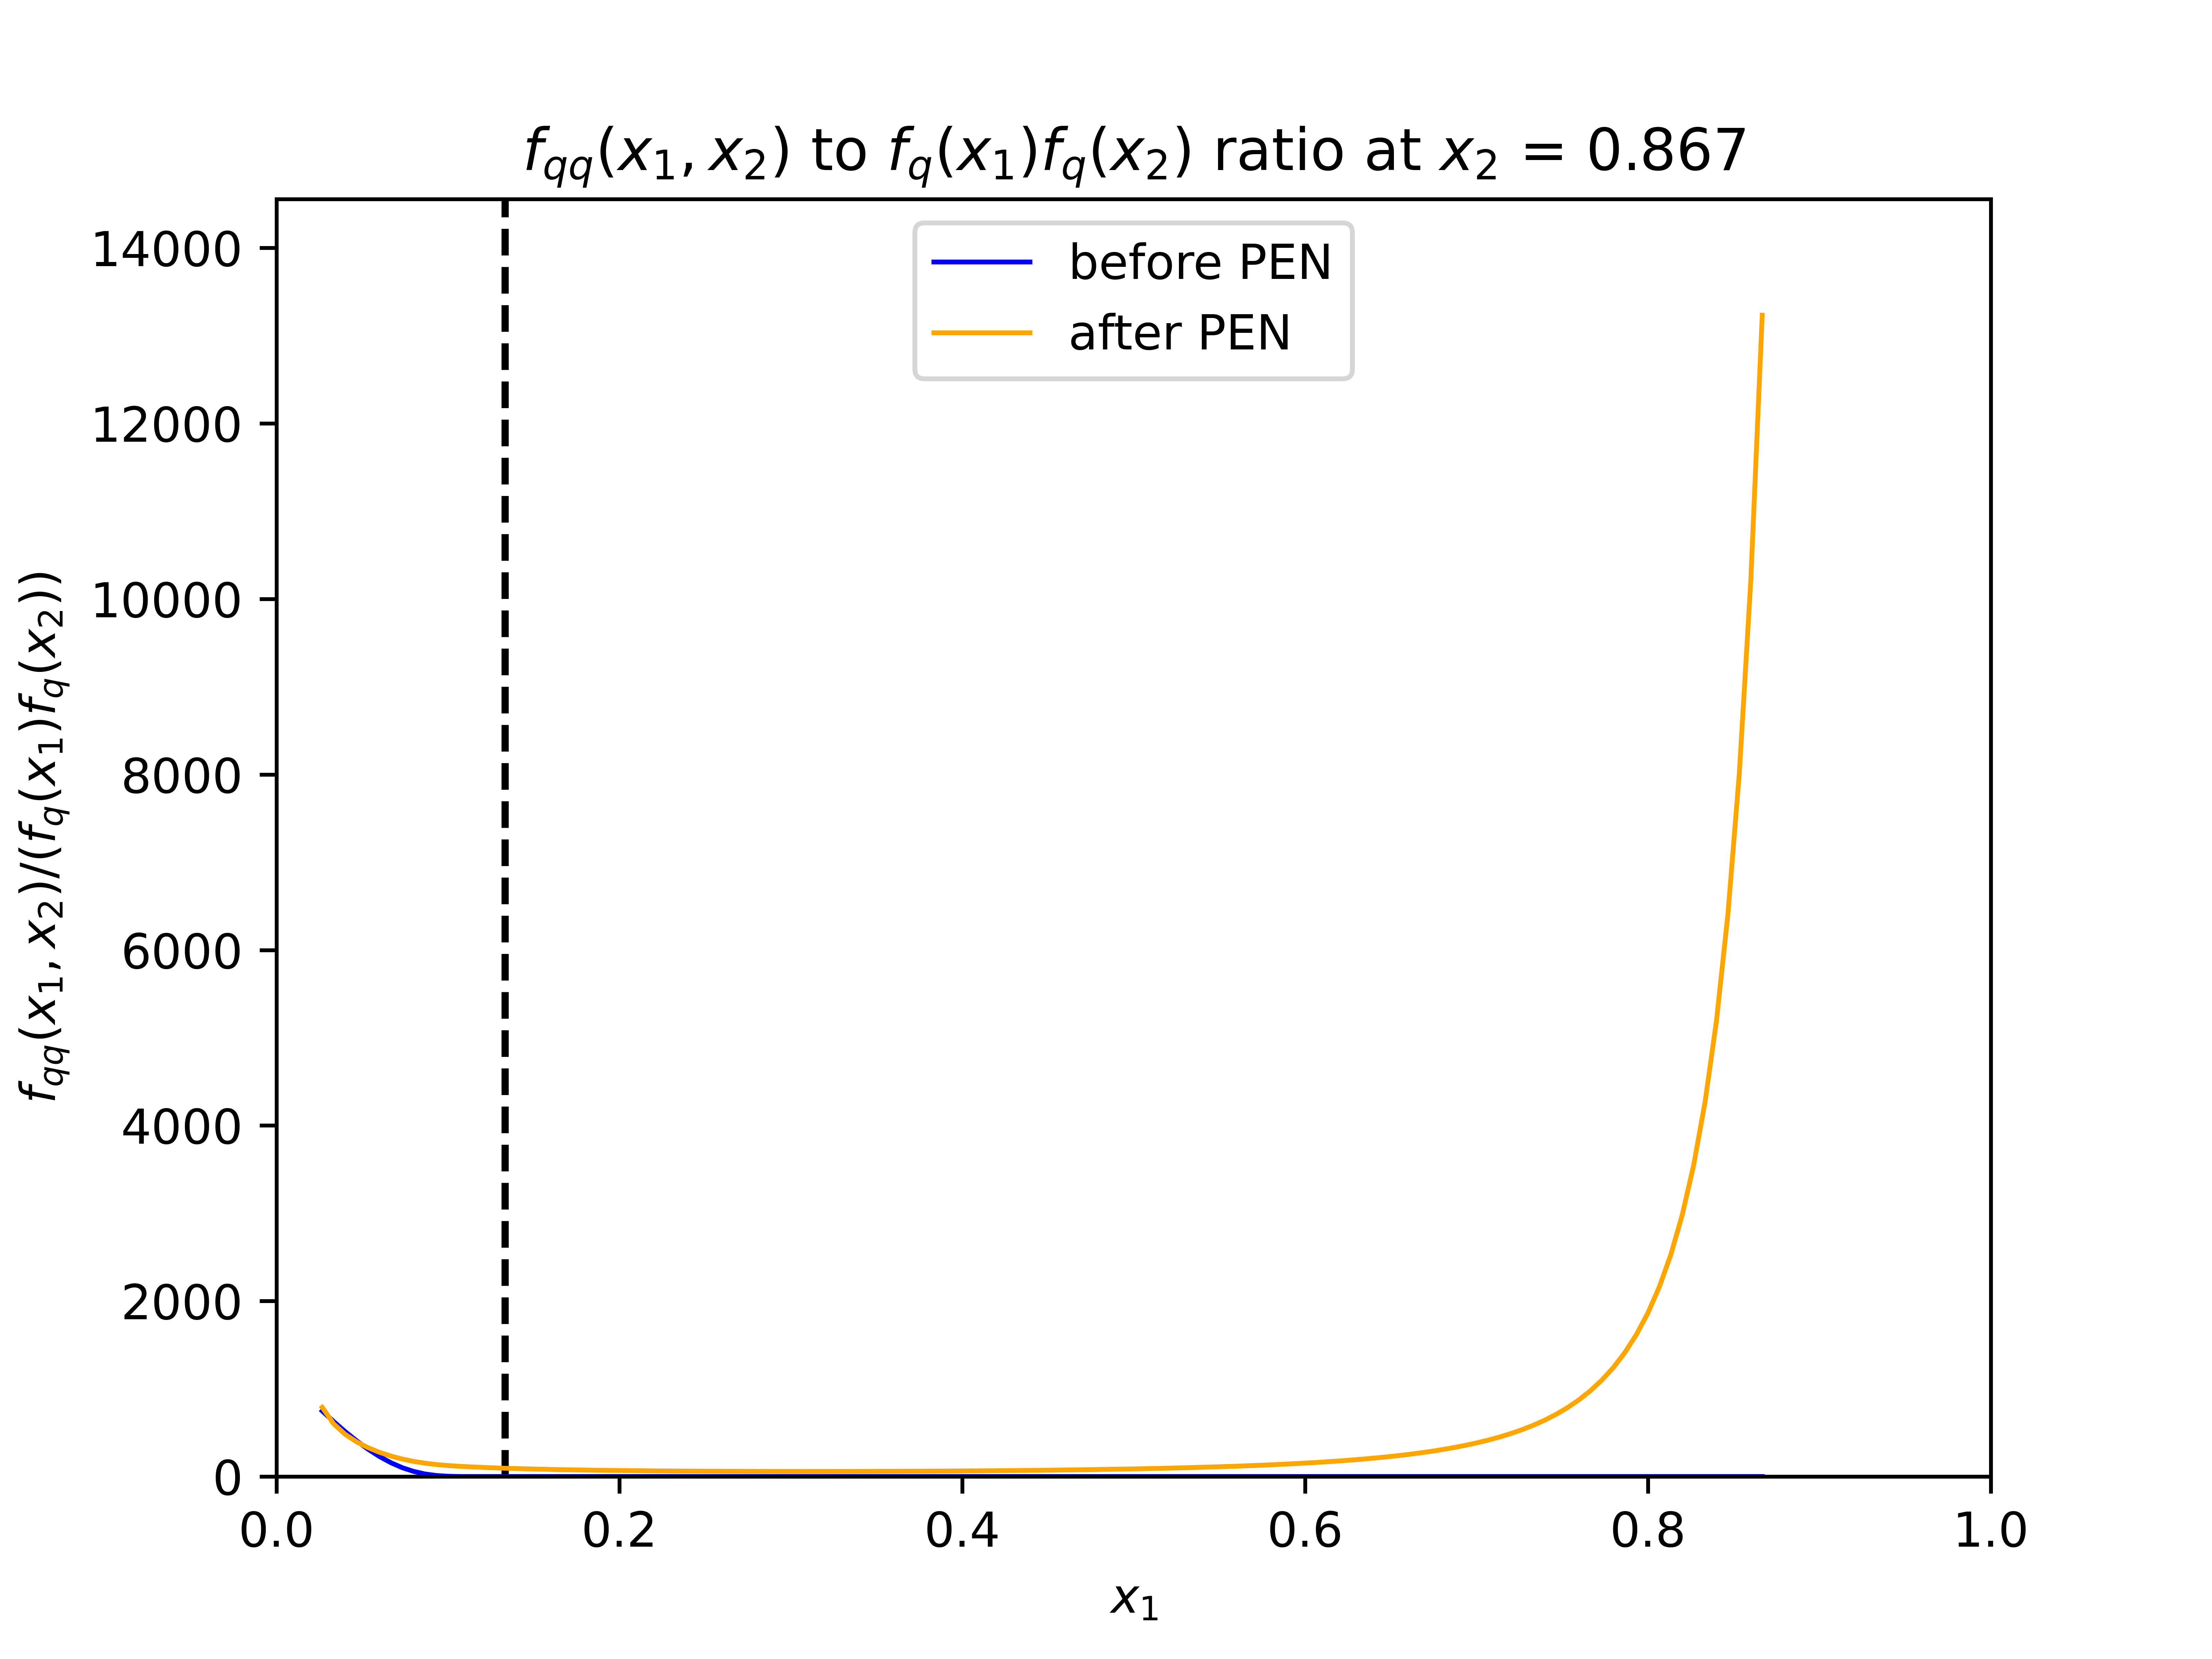 f_qq(x_1, x_2) to f_q(x_1)f_q(x_2) ratio at x_2 = 0.867
before PEN
after PEN
14000
12000
10000
8000
6000
4000
2000
0
f_qq(x_1, x_2)/(f_q(x_1)f_q(x_2))
0.0 0.2 0.4 0.6 0.8 1.0
x_1